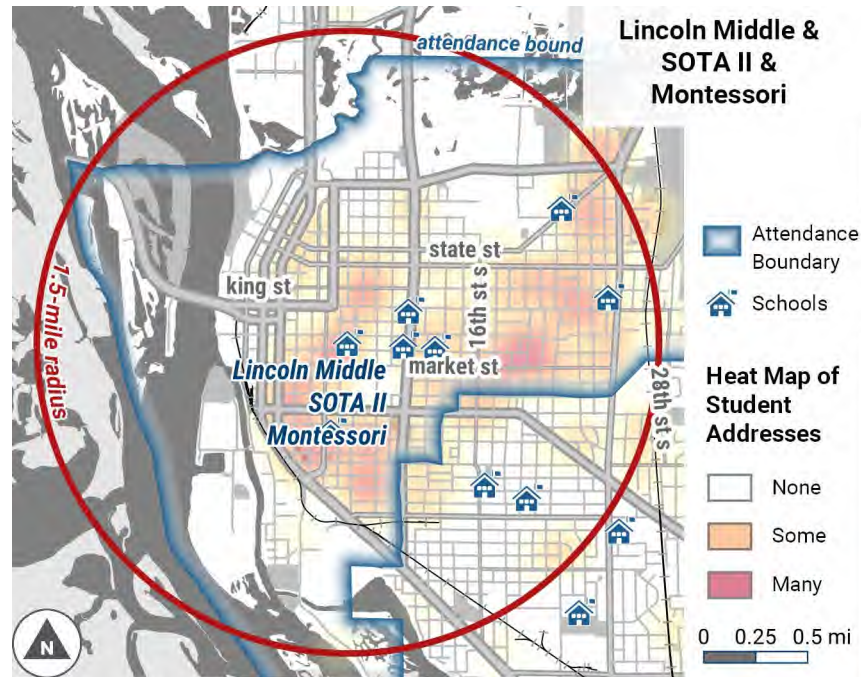 Lincoln Middle &
SOTA II &
Montessori
attendance bound
1.5-mile radius
state st
king st
16th st s
market st
Lincoln Middle
SOTA II
Montessori
28th st s
Attendance
Boundary
Schools
Heat Map of
Student
Addresses
None
Some
Many
0 0.25 0.5 mi
N